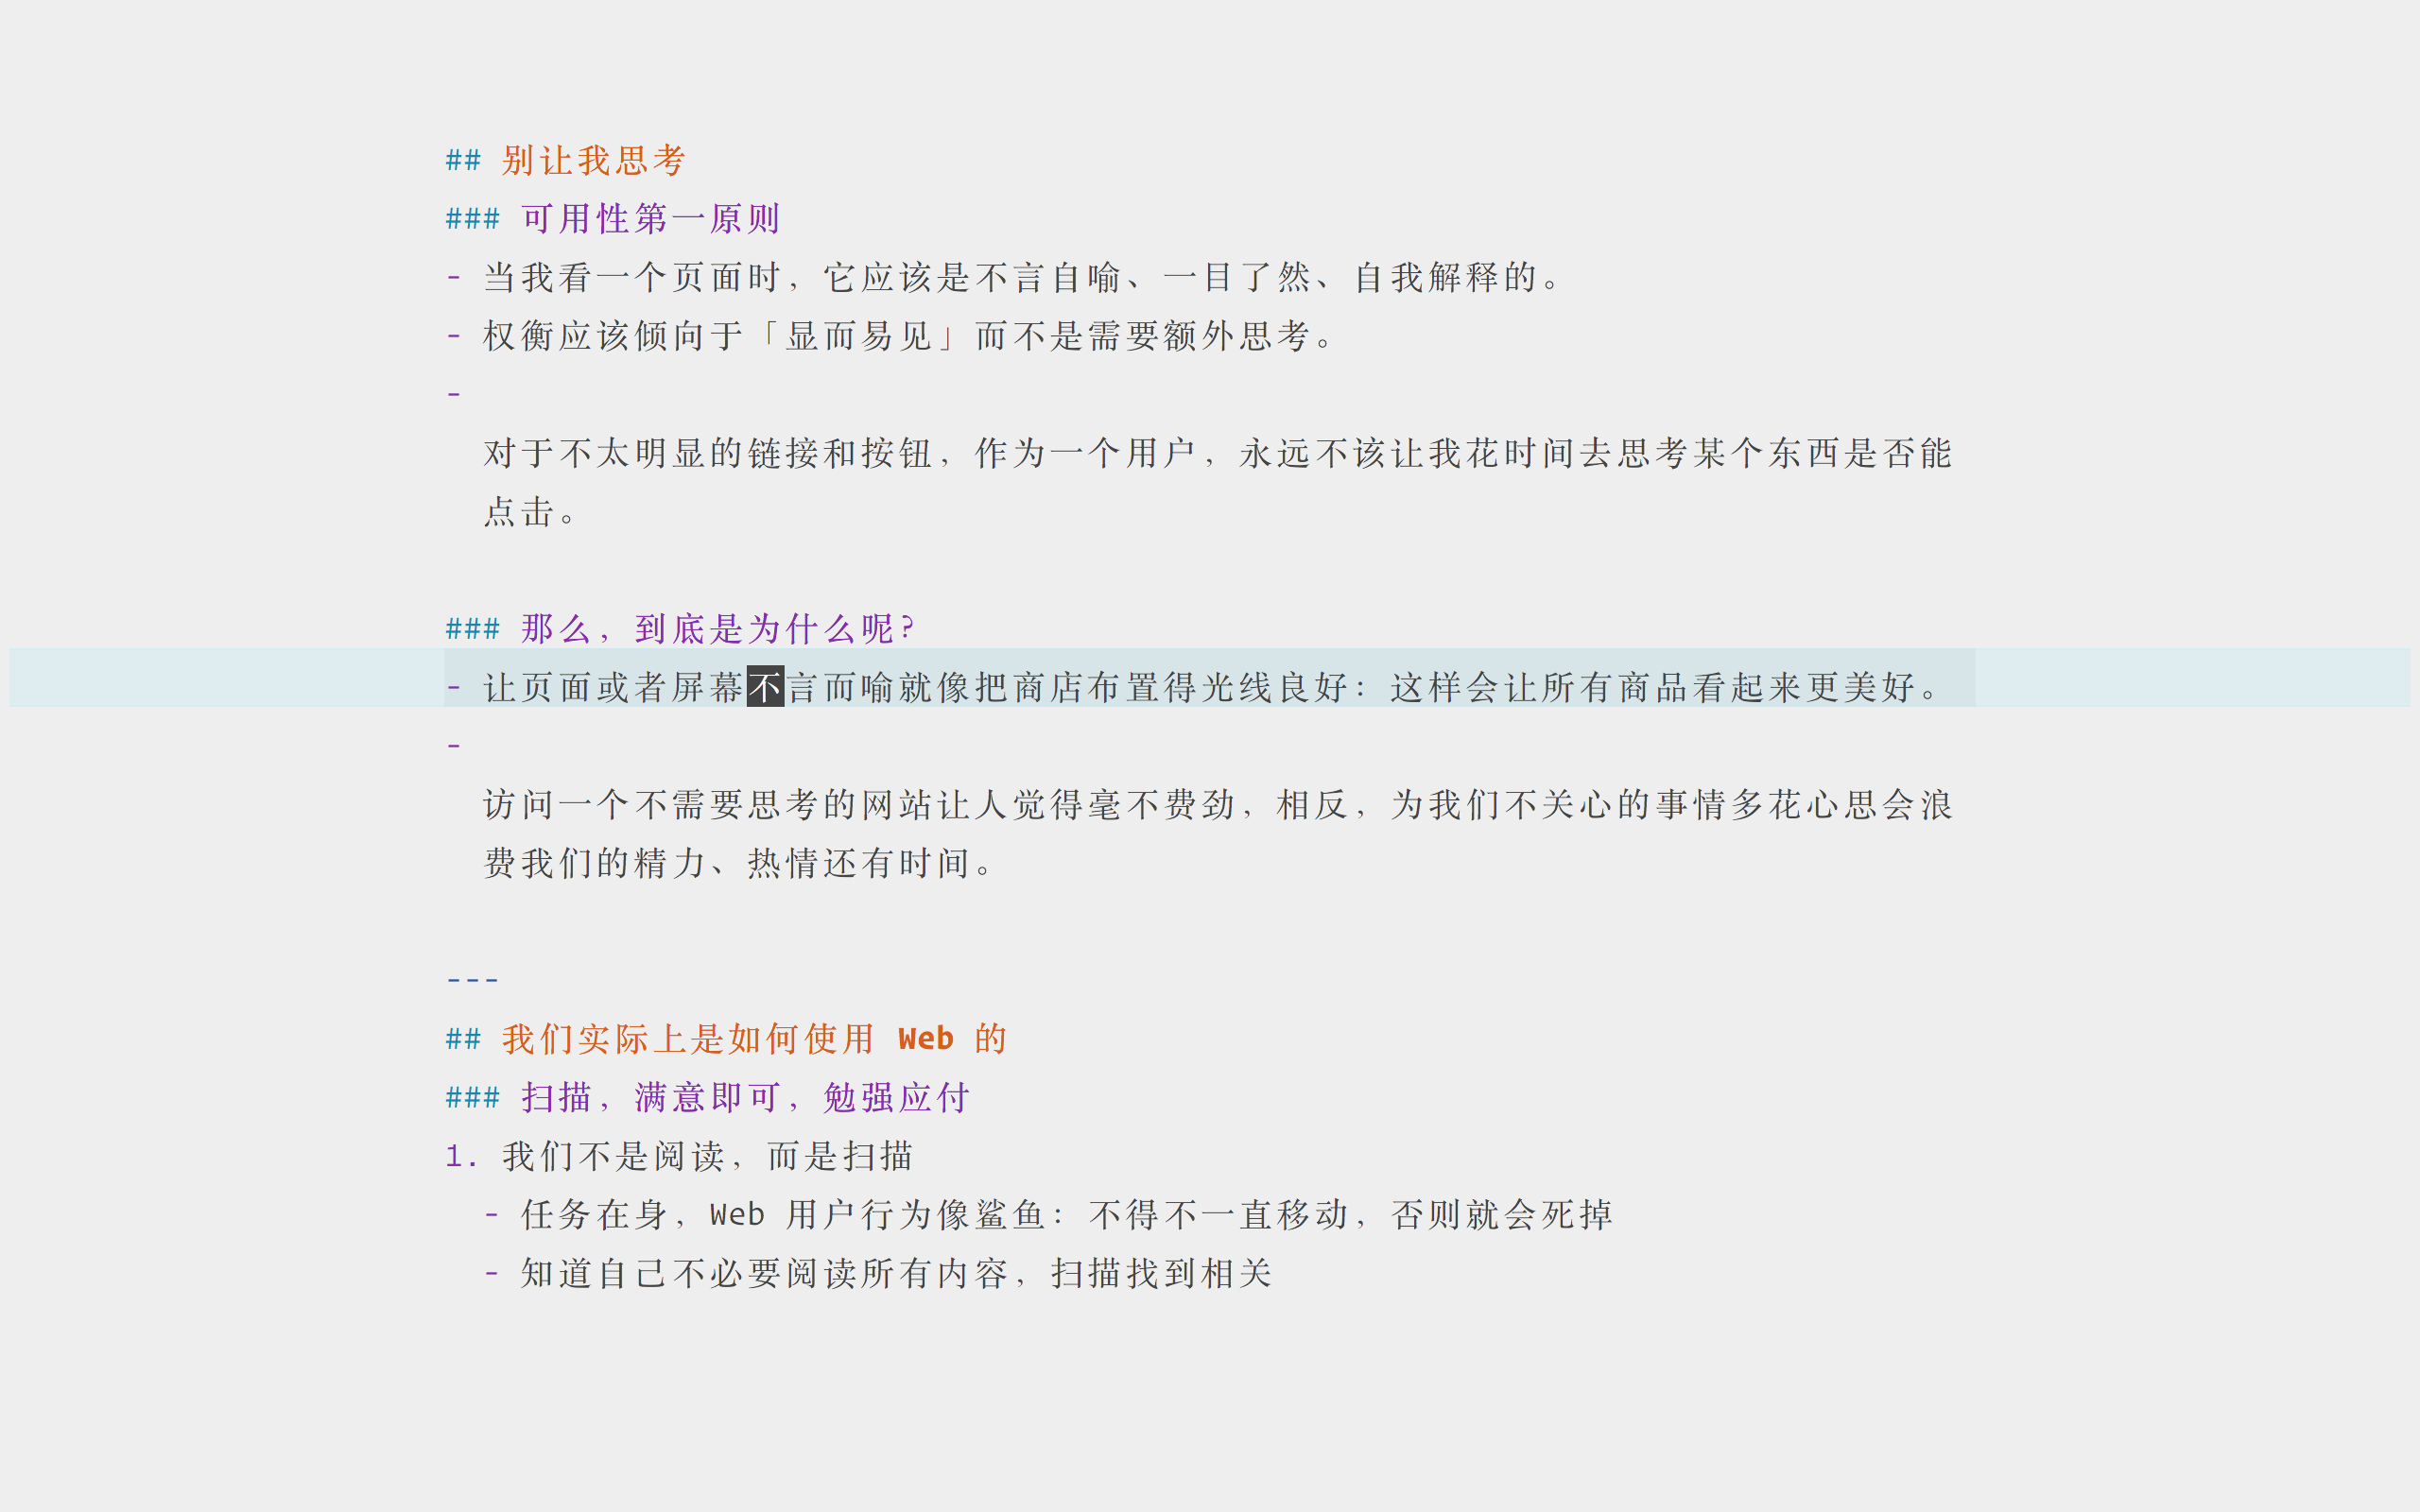 ## 别让我思考
### 可用性第一原则
- 当我看一个页面时，它应该是不言自喻、一目了然、自我解释的。
- 权衡应该倾向于「显而易见」而不是需要额外思考。
-
对于不太明显的链接和按钮，作为一个用户，永远不该让我花时间去思考某个东西是否能
点击。
### 那么，到底是为什么呢?
- 让页面或者屏幕不言而喻就像把商店布置得光线良好：这样会让所有商品看起来更美好。
-
访问一个不需要思考的网站让人觉得毫不费劲，相反，为我们不关心的事情多花心思会浪
费我们的精力、热情还有时间。
---
## 我们实际上是如何使用 Web 的
### 扫描，满意即可，勉强应付
1. 我们不是阅读，而是扫描
- 任务在身，Web 用户行为像鲨鱼：不得不一直移动，否则就会死掉
- 知道自己不必要阅读所有内容，扫描找到相关